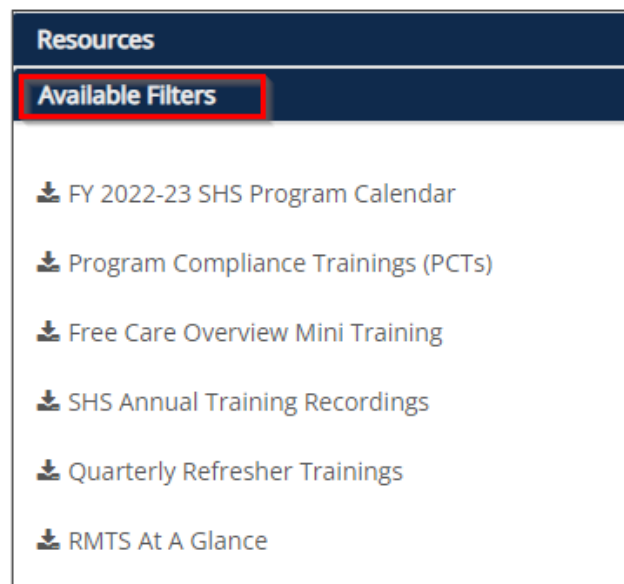 Resources
Available Filters
FY 2022-23 SHS Program Calendar
Program Compliance Trainings (PCTs)
Free Care Overview Mini Training
SHS Annual Training Recordings
Quarterly Refresher Trainings
RMTS At A Glance